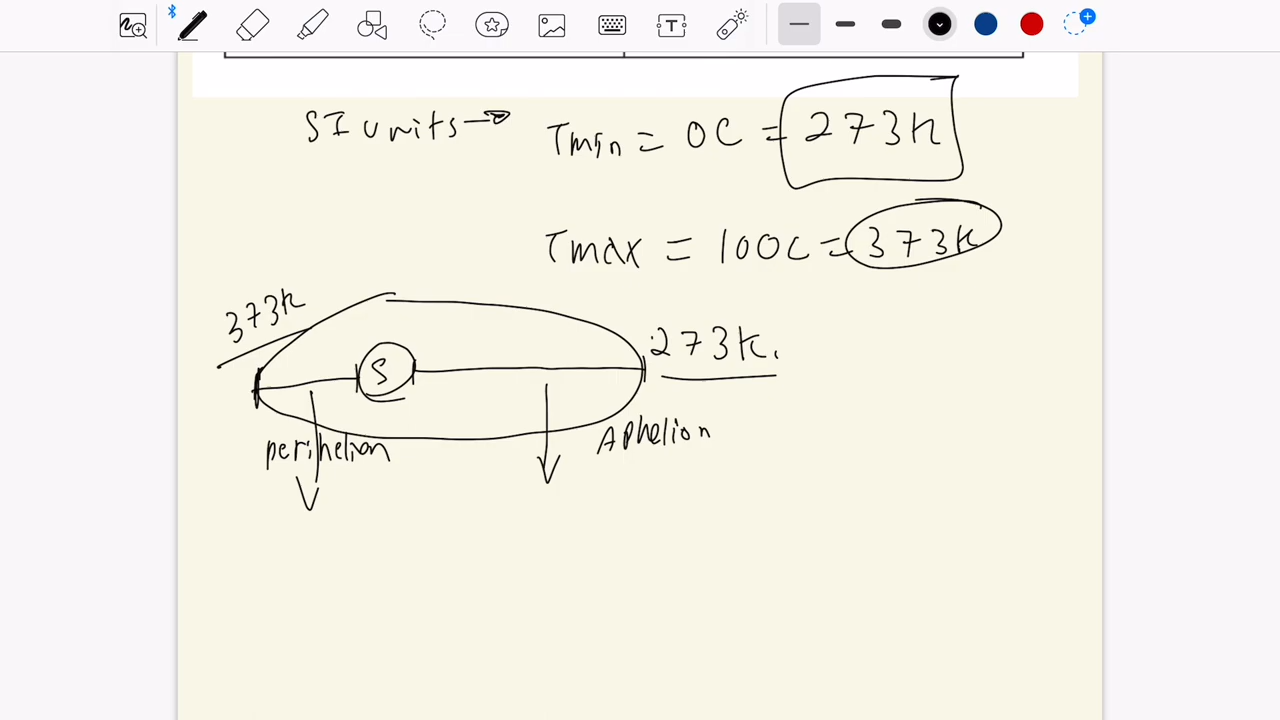 SI units → Tmin = 0C = 273K
Tmax = 100C = 373K
373K
S
273K.
perihelion
Aphelion